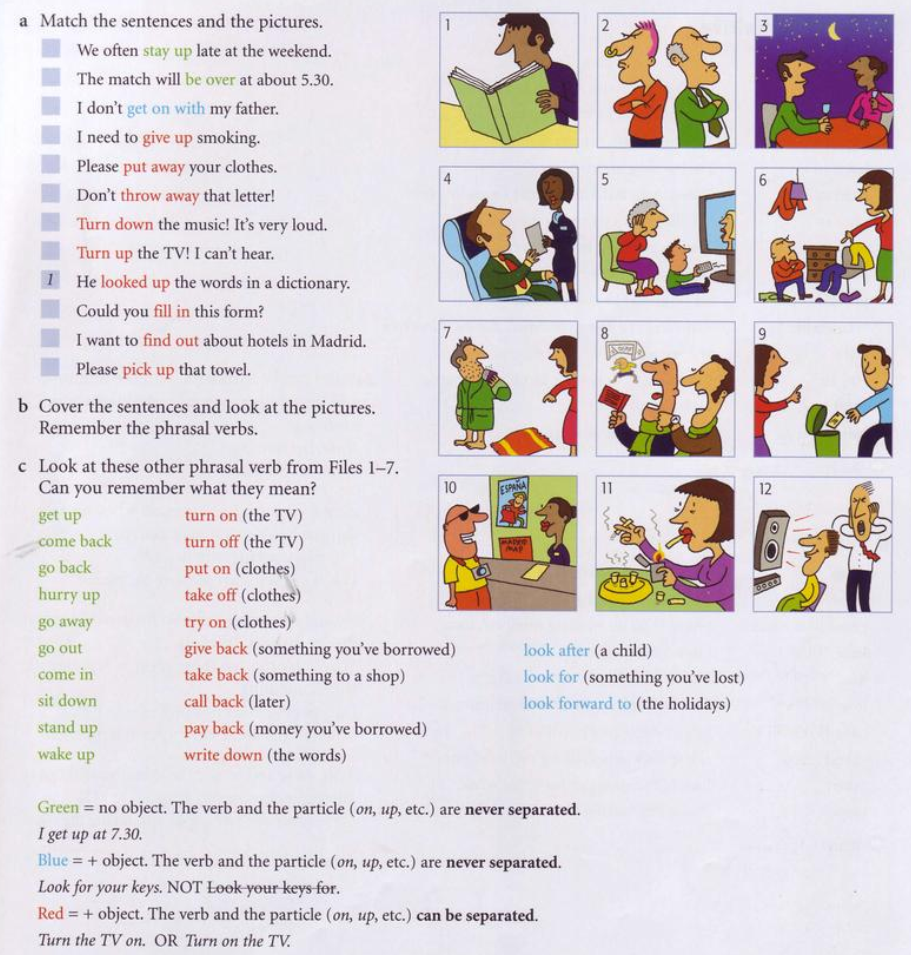 a Match the sentences and the pictures.
We often stay up late at the weekend.
The match will be over at about 5.30.
I don't get on with my father.
I need to give up smoking.
Please put away your clothes.
Don't throw away that letter!
Turn down the music! It's very loud.
Turn up the TV! I can't hear.
1 He looked up the words in a dictionary.
Could you fill in this form?
I want to find out about hotels in Madrid.
Please pick up that towel.
b Cover the sentences and look at the pictures.
Remember the phrasal verbs.
c Look at these other phrasal verb from Files 1–7.
Can you remember what they mean?
get up
come back
go back
hurry up
go away
go out
come in
sit down
stand up
wake up
turn on (the TV)
turn off (the TV)
put on (clothes)
take off (clothes)
try on (clothes)
give back (something you've borrowed)
take back (something to a shop)
call back (later)
pay back (money you've borrowed)
write down (the words)
look after (a child)
look for (something you've lost)
look forward to (the holidays)
1
2
3
4
5
6
7
8
9
10
ESPAÑA
MADRID
MAP
11
12
Green = no object. The verb and the particle (on, up, etc.) are never separated.
I get up at 7.30.
Blue = + object. The verb and the particle (on, up, etc.) are never separated.
Look for your keys. NOT Look your keys for.
Red = + object. The verb and the particle (on, up, etc.) can be separated.
Turn the TV on. OR Turn on the TV.